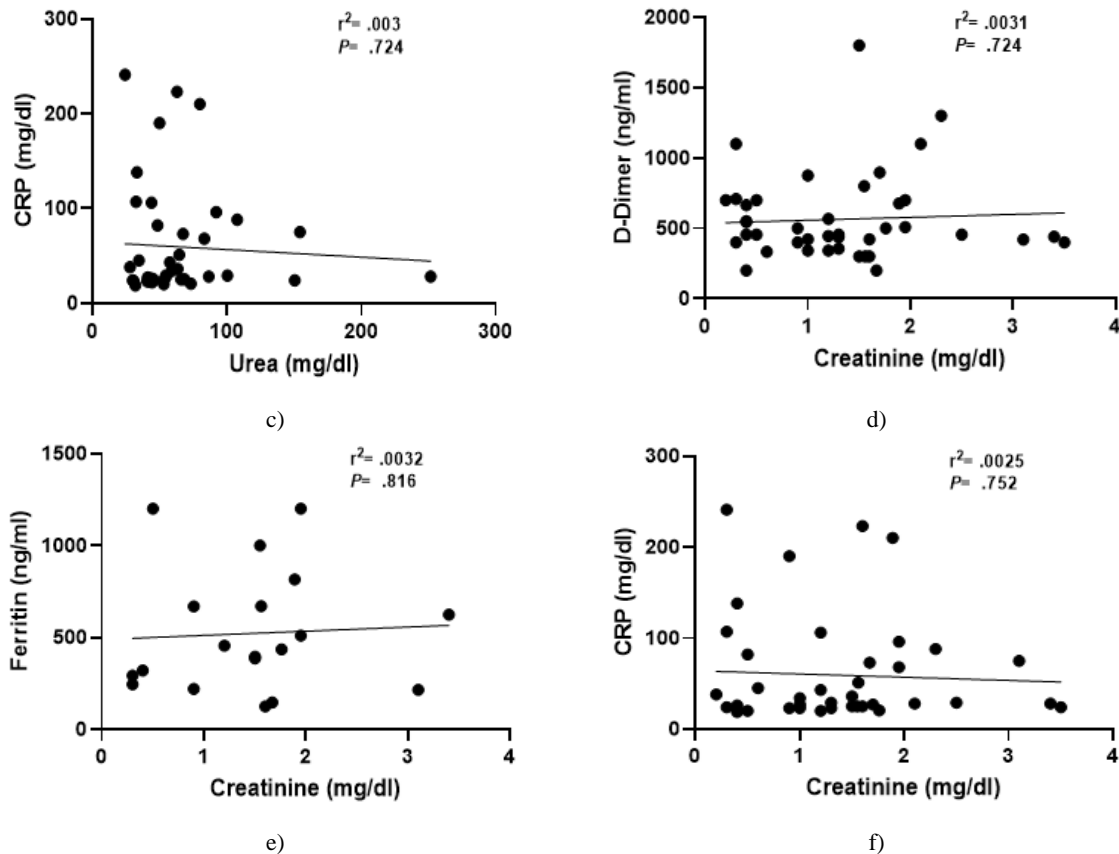 300
200
100
0
CRP (mg/dl)
r²= .003
P= .724
0
100
200
300
Urea (mg/dl)
c)
2000
1500
1000
500
0
D-Dimer (ng/ml)
r²= .0031
P= .724
0
1
2
3
4
Creatinine (mg/dl)
d)
1500
1000
500
0
Ferritin (ng/ml)
r²= .0032
P= .816
0
1
2
3
4
Creatinine (mg/dl)
e)
300
200
100
0
CRP (mg/dl)
r²= .0025
P= .752
0
1
2
3
4
Creatinine (mg/dl)
f)